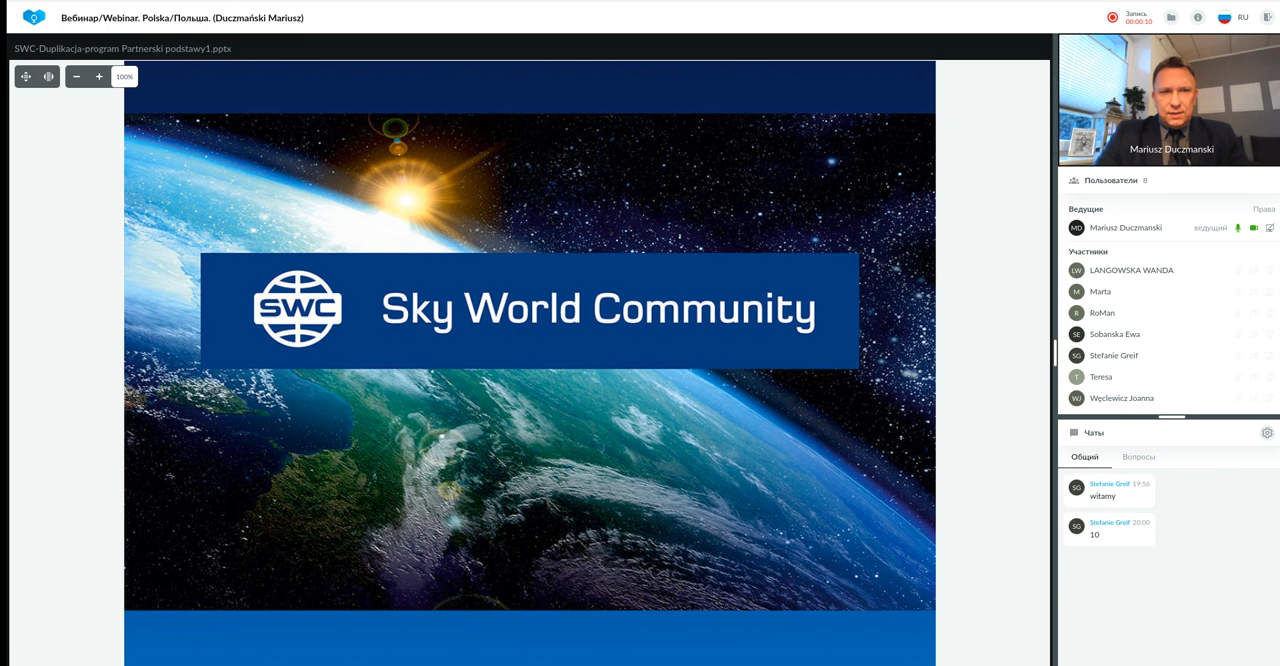 Вебинар/Webinar. Polska/Польша. (Duczmański Mariusz)
Запись
00:00:10
RU
SWC-Duplikacja-program Partnerski podstawy1.pptx
100%
SWC
Sky World Community
Mariusz Duczmanski
Пользователи 8
Ведущие Права
MD Mariusz Duczmanski ведущий
Участники
LW LANGOWSKA WANDA
M Marta
R RoMan
SE Sobanska Ewa
SG Stefanie Greif
T Teresa
WJ Węclewicz Joanna
Чаты
Общий Вопросы
SG Stefanie Greif 19:56
witamy
SG Stefanie Greif 20:00
10